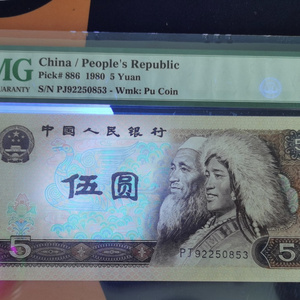 MG
GUARANTY
China / People's Republic
Pick# 886 1980 5 Yuan
S/N PJ92250853 - Wmk: Pu Coin
中国人民银行
伍圆
PJ92250853
5
5